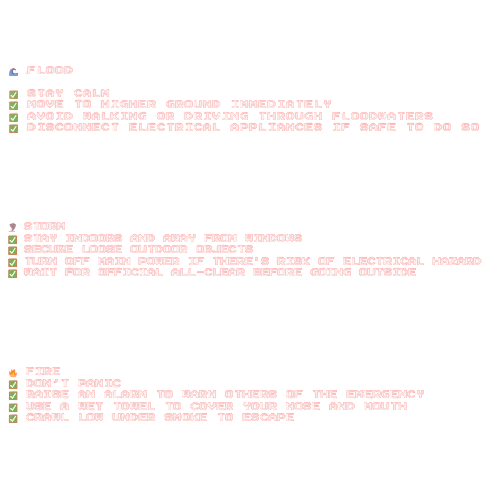 🌊 FLOOD
✅ STAY CALM
✅ MOVE TO HIGHER GROUND IMMEDIATELY
✅ AVOID WALKING OR DRIVING THROUGH FLOODWATERS
✅ DISCONNECT ELECTRICAL APPLIANCES IF SAFE TO DO SO
🌪 STORM
✅ STAY INDOORS AND AWAY FROM WINDOWS
✅ SECURE LOOSE OUTDOOR OBJECTS
✅ TURN OFF MAIN POWER IF THERE'S RISK OF ELECTRICAL HAZARD
✅ WAIT FOR OFFICIAL ALL-CLEAR BEFORE GOING OUTSIDE
🔥 FIRE
✅ DON'T PANIC
✅ RAISE AN ALARM TO WARN OTHERS OF THE EMERGENCY
✅ USE A WET TOWEL TO COVER YOUR NOSE AND MOUTH
✅ CRAWL LOW UNDER SMOKE TO ESCAPE